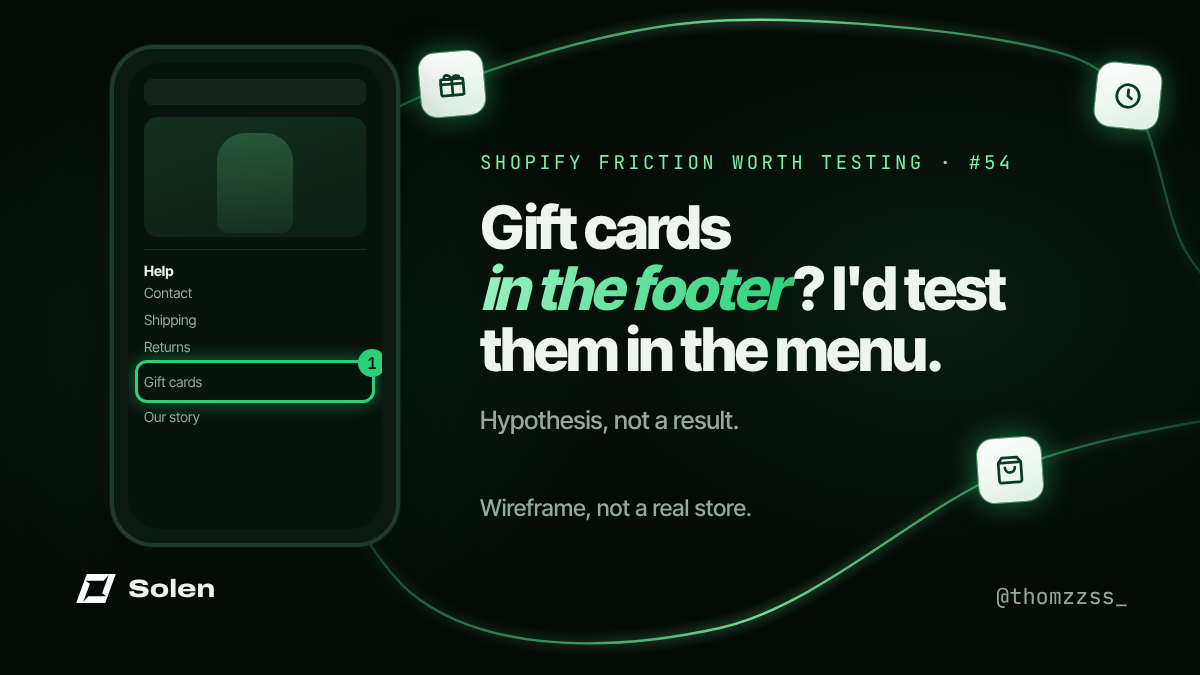 Help
Contact
Shipping
Returns
1
Gift cards
Our story
SHOPIFY FRICTION WORTH TESTING · #54
Gift cards
in the footer? I'd test
them in the menu.
Hypothesis, not a result.
Wireframe, not a real store.
Solen
@thomzzss_